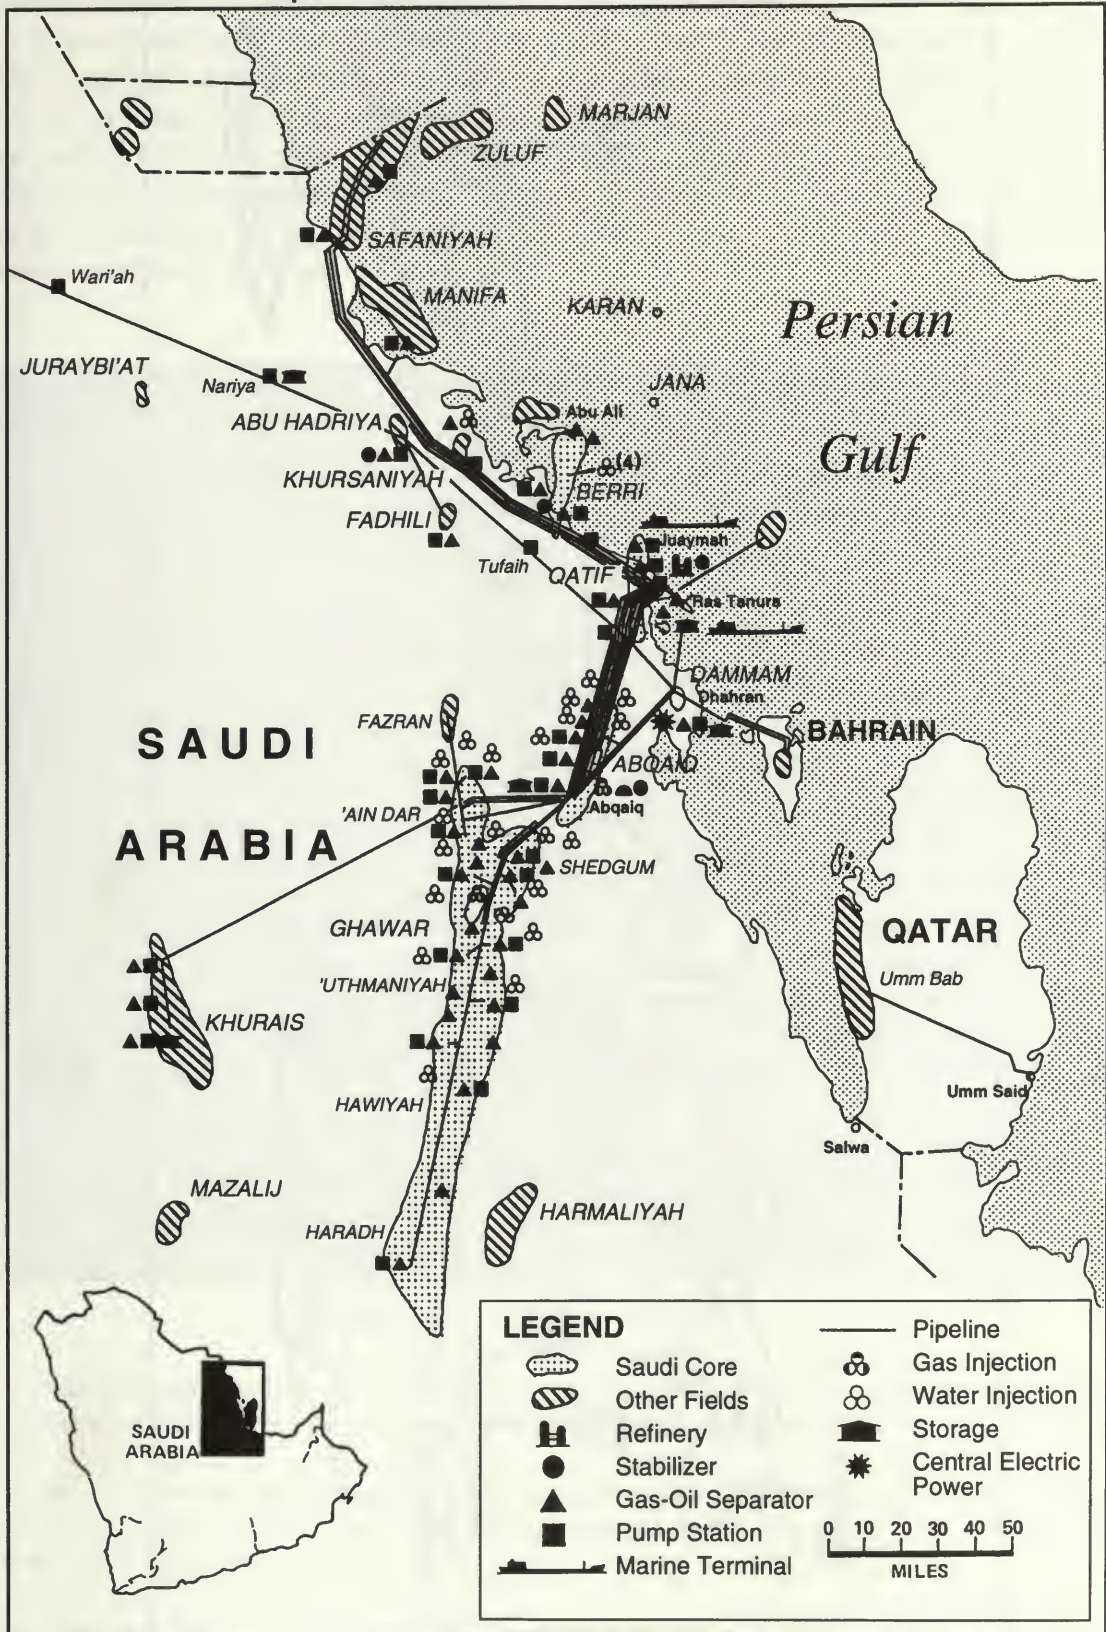 MARJAN
ZULUF
SAFANIYAH
Wari'ah
MANIFA
KARAN
Persian
Gulf
JURAYBI'AT
Nariya
JANA
ABU HADRIYA
Abu Ali
KHURSANIYAH
(4)
BERRI
FADHILI
Juaymah
Tufaih
QATIF
Ras Tanura
DAMMAM
Dhahran
FAZRAN
BAHRAIN
SAUDI
ARABIA
ABQAIQ
Abqaiq
'AIN DAR
SHEDGUM
GHAWAR
QATAR
'UTHMANIYAH
Umm Bab
KHURAIS
HAWIYAH
Umm Said
Salwa
MAZALIJ
HARMALIYAH
HARADH
SAUDI
ARABIA
LEGEND
Saudi Core
Other Fields
Refinery
Stabilizer
Gas-Oil Separator
Pump Station
Marine Terminal
Pipeline
Gas Injection
Water Injection
Storage
Central Electric
Power
0 10 20 30 40 50
MILES